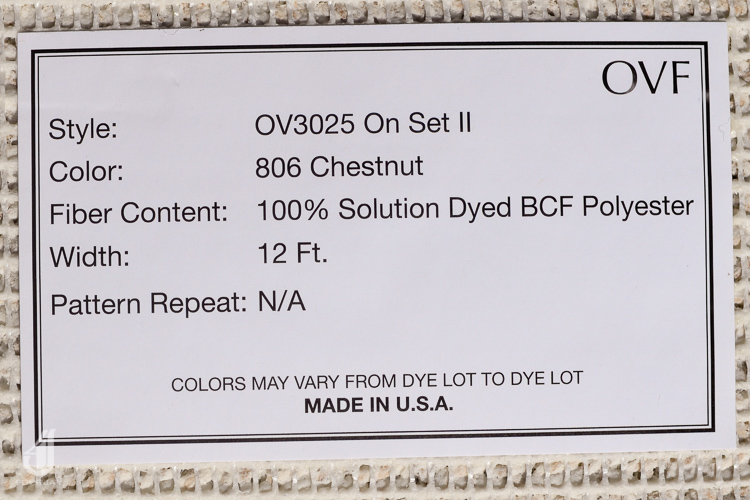 OVF
Style: OV3025 On Set II
Color: 806 Chestnut
Fiber Content: 100% Solution Dyed BCF Polyester
Width: 12 Ft.
Pattern Repeat: N/A
COLORS MAY VARY FROM DYE LOT TO DYE LOT
MADE IN U.S.A.